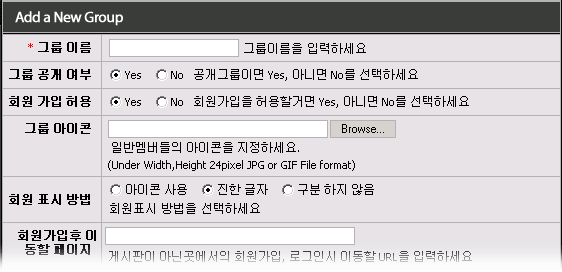 Add a New Group
* 그룹 이름 그룹이름을 입력하세요
그룹 공개 여부 Yes No 공개그룹이면 Yes, 아니면 No를 선택하세요
회원 가입 허용 Yes No 회원가입을 허용할거면 Yes, 아니면 No를 선택하세요
그룹 아이콘 Browse...
일반멤버들의 아이콘을 지정하세요.
(Under Width,Height 24pixel JPG or GIF File format)
회원 표시 방법 아이콘 사용 진한 글자 구분 하지 않음
회원표시 방법을 선택하세요
회원가입후 이
동할 페이지
게시판이 아닌곳에서의 회원가입, 로그인시 이동할 URL을 입력하세요